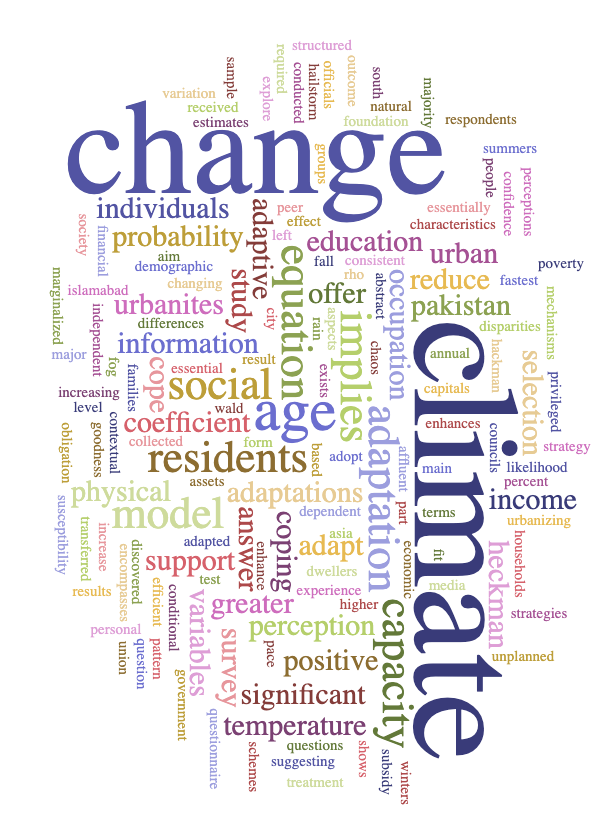 structured
required
sample
explore
conducted
hailstorm
officials
outcome
south
natural
majority
variation
received
estimates
foundation
respondents
change
groups
summers
people
confidence
perceptions
individuals
adaptive
peer
effect
left
essentially
characteristics
society
financial
probability
aim
demographic
education
urban
fall
consistent
poverty
marginalized
islamabad
changing
study
equation
rho
offer
abstract
occupation
reduce
fastest
pakistan
mechanisms
independent
urbanites
differences
city
rain
aspects
implies
chaos
disparities
major
fog
information
result
climate
annual
hackman
selection
privileged
families
cope
essential
social
exists
capitals
increasing
level
contextual
coefficient
wald
age
adaptation
enhances
councils
strategy
obligation
goodness
collected
form
residents
based
adopt
affluent
main
likelihood
percent
assets
physical
adaptations
income
susceptibility
transferred
model
answer
coping
dependent
part
terms
urbanizing
increase
encompasses
discovered
adapted
enhance
asia
adapt
economic
fit
heckman
households
support
test
dwellers
media
results
efficient
conditional
variables
greater
experience
higher
capacity
strategies
personal
union
question
pattern
survey
perception
pace
positive
unplanned
government
significant
questionnaire
temperature
schemes
questions
suggesting
shows
subsidy
winters
treatment